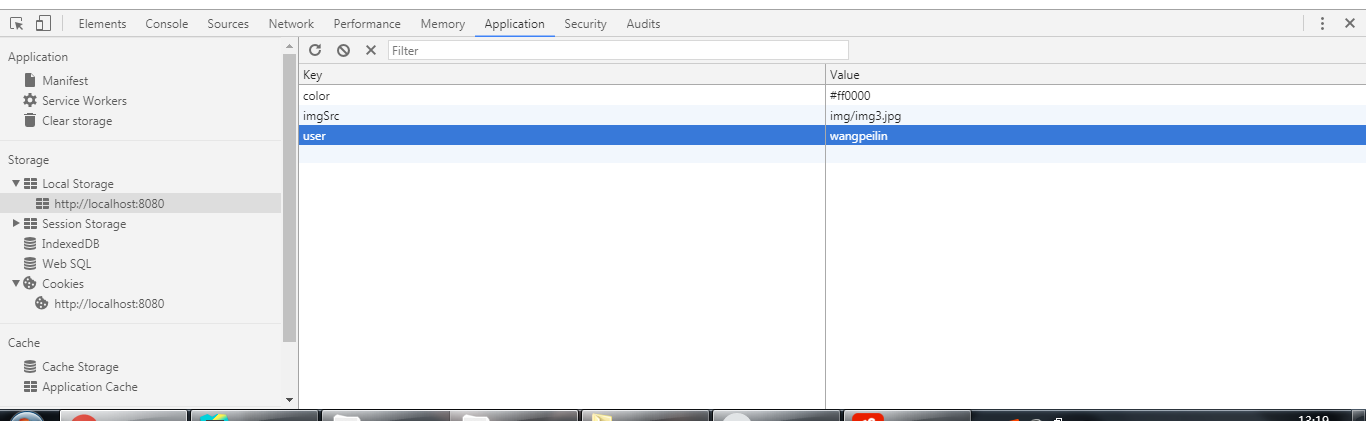 Elements Console Sources Network Performance Memory Application Security Audits
Application
Manifest
Service Workers
Clear storage
Storage
Local Storage
http://localhost:8080
Session Storage
IndexedDB
Web SQL
Cookies
http://localhost:8080
Cache
Cache Storage
Application Cache
Filter
Key Value
color #ff0000
imgSrc img/img3.jpg
user wangpeilin